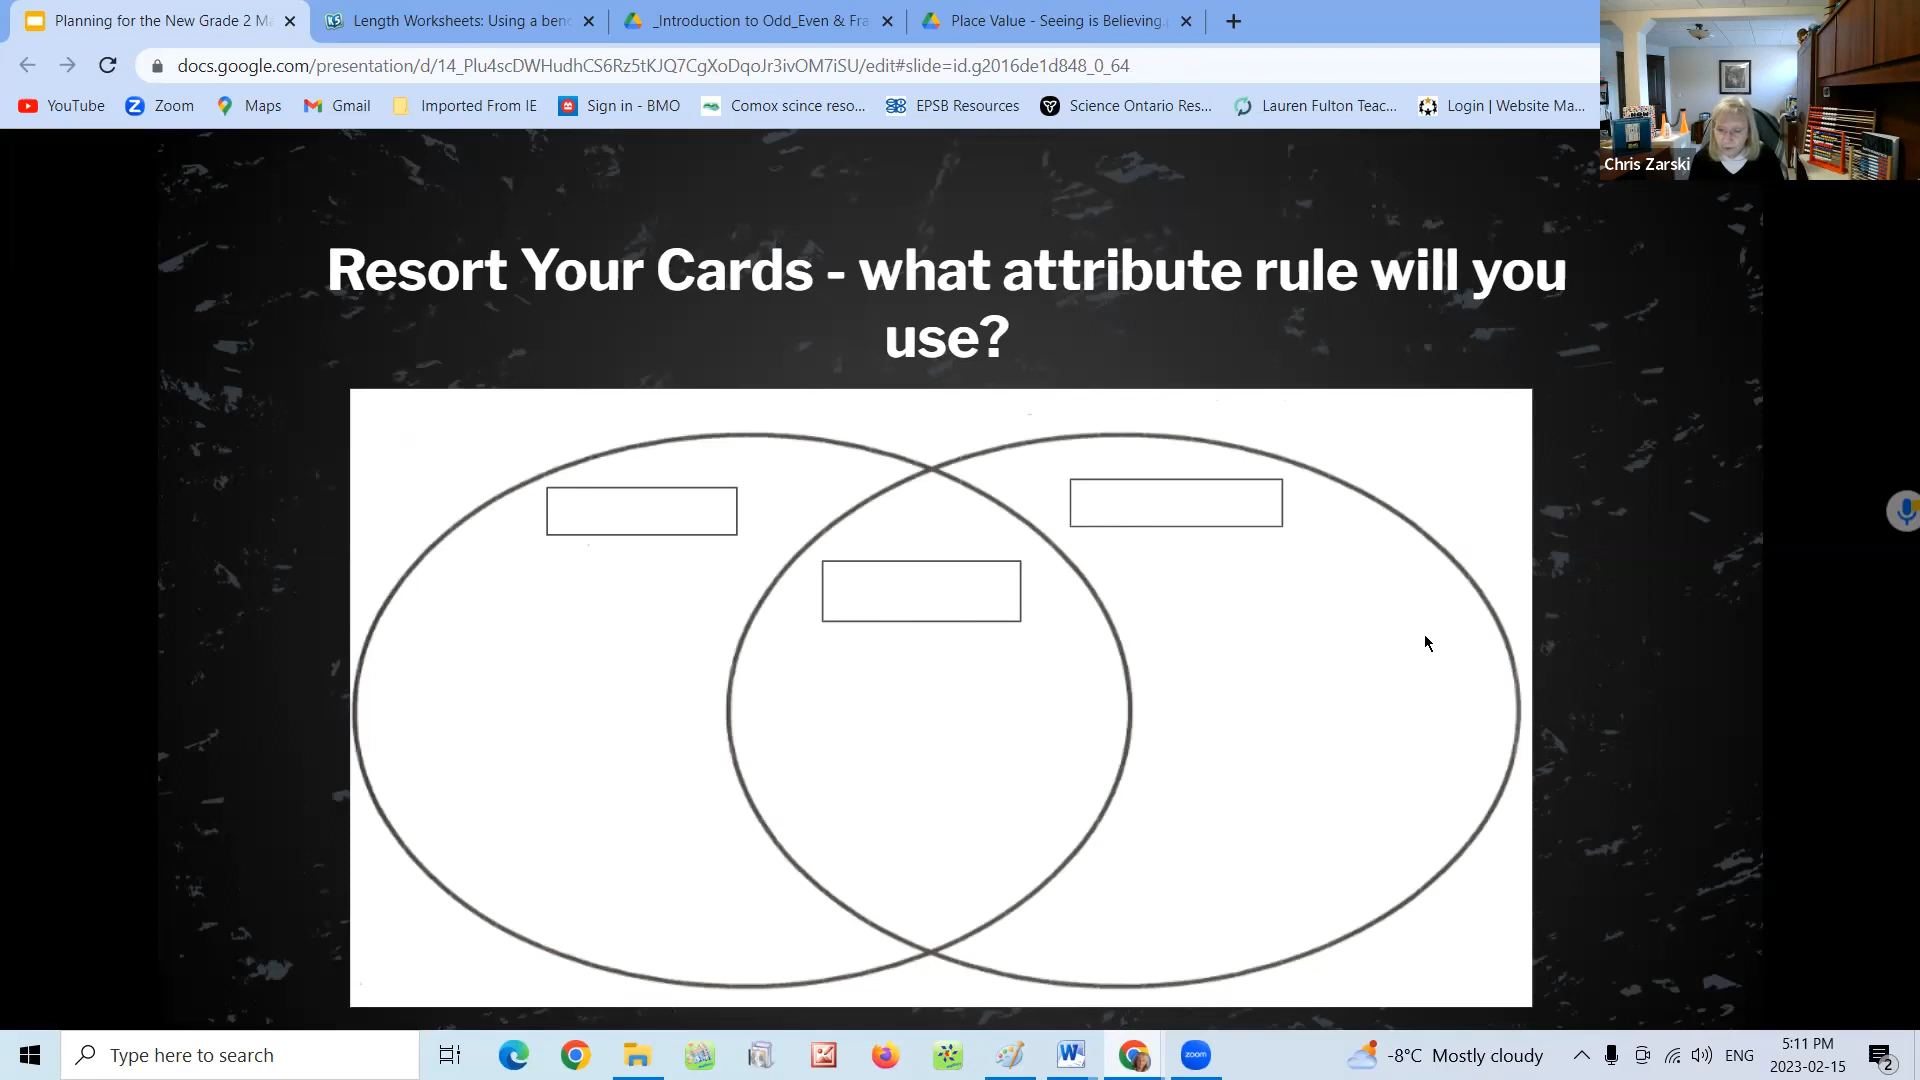 Planning for the New Grade 2 Ma
Length Worksheets: Using a ben
_Introduction to Odd_Even & Fra
Place Value - Seeing is Believing.
docs.google.com/presentation/d/14_Plu4scDWHudhCS6Rz5tKJQ7CgXoDqoJr3ivOM7iSU/edit#slide=id.g2016de1d848_0_64
YouTube
Zoom
Maps
Gmail
Imported From IE
Sign in - BMO
Comox scince reso...
EPSB Resources
Science Ontario Res...
Lauren Fulton Teac...
Login | Website Ma...
Chris Zarski
Resort Your Cards - what attribute rule will you
use?
Type here to search
zoom
-8°C Mostly cloudy
ENG
5:11 PM
2023-02-15
2